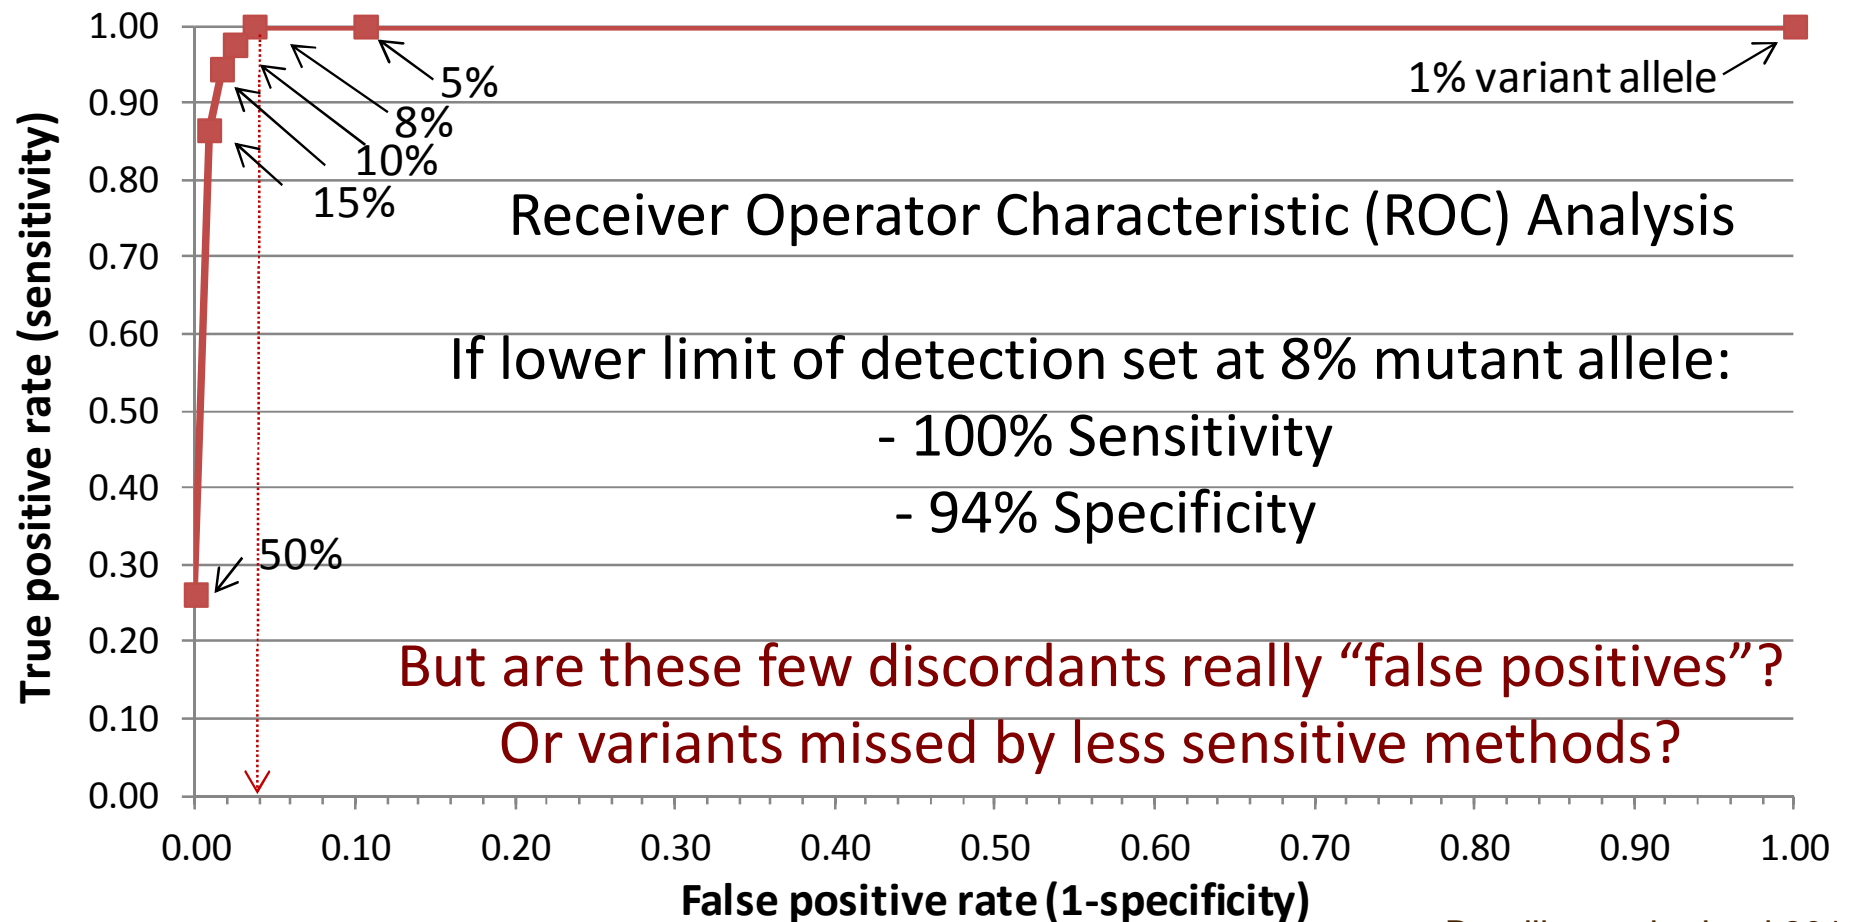 1.00
0.90
0.80
0.70
0.60
0.50
0.40
0.30
0.20
0.10
0.00
True positive rate (sensitivity)
5%
8%
10%
15%
50%
1% variant allele
Receiver Operator Characteristic (ROC) Analysis
If lower limit of detection set at 8% mutant allele:
- 100% Sensitivity
- 94% Specificity
But are these few discordants really “false positives”?
Or variants missed by less sensitive methods?
0.00 0.10 0.20 0.30 0.40 0.50 0.60 0.70 0.80 0.90 1.00
False positive rate (1-specificity)